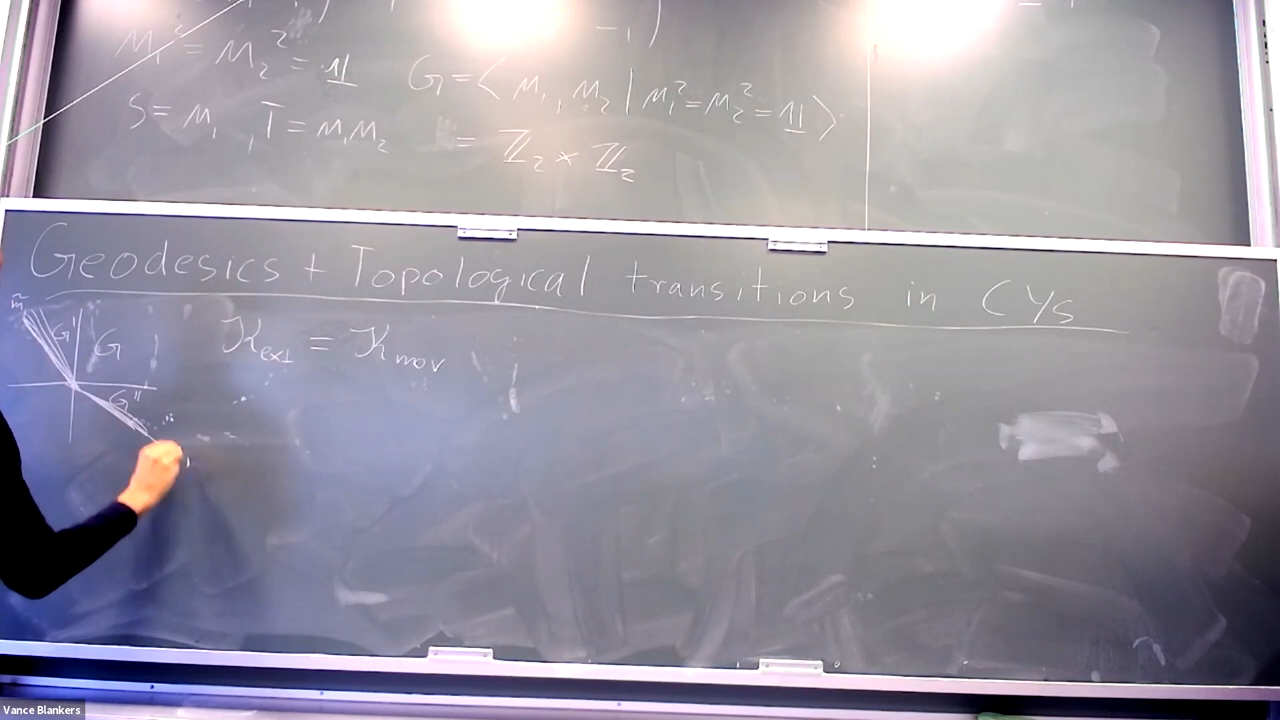 M₁² = M₂² = 𝟙 G = ⟨ M₁, M₂ | M₁² = M₂² = 𝟙 ⟩
S = M₁, T = M₁M₂ = ℤ₂ * ℤ₂
Geodesics + Topological transitions in CYs
m̃ G' G 𝒦ext = 𝒦mov
G''
Vance Blankers